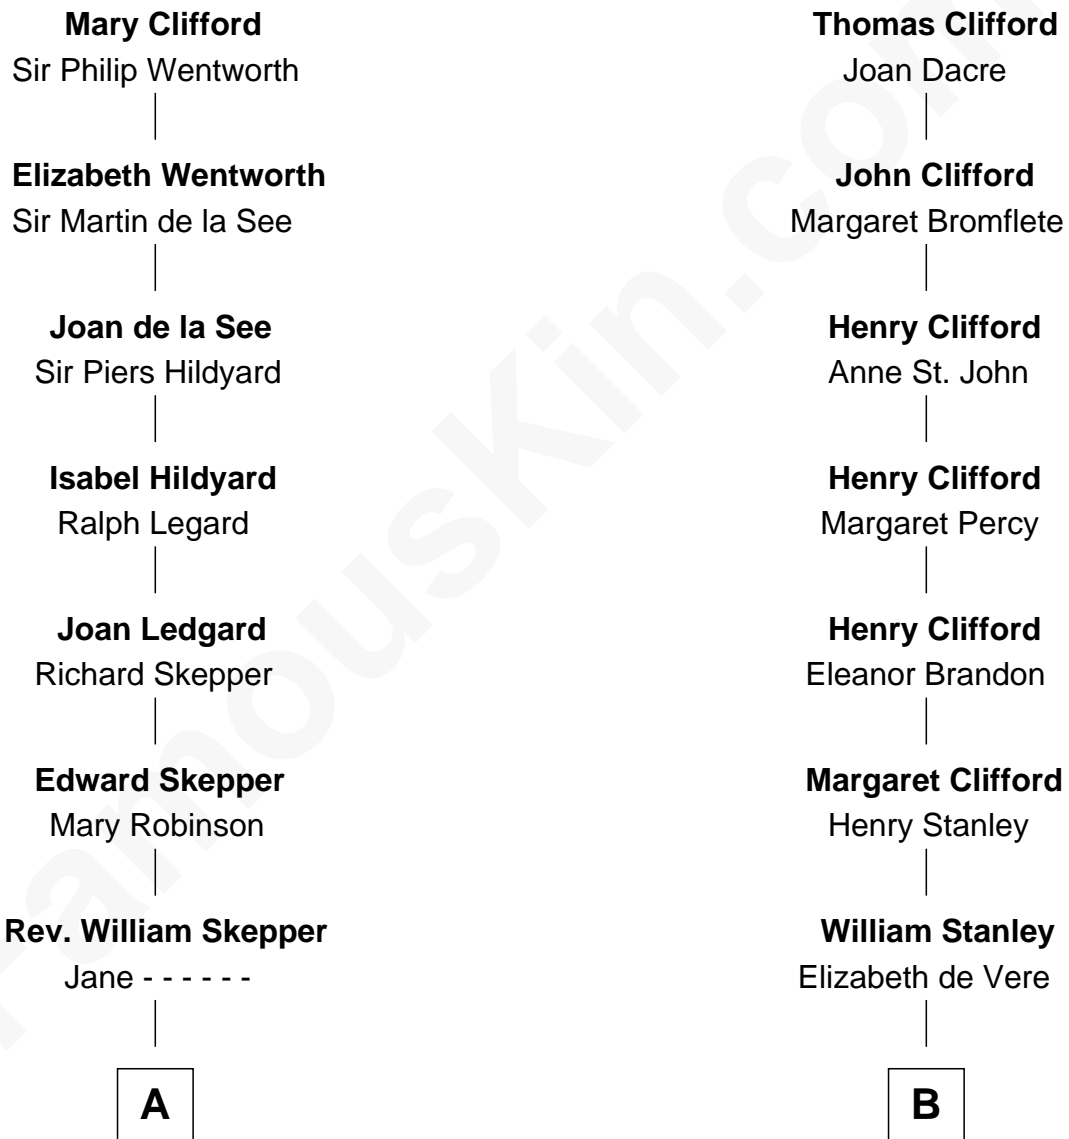 Mary Clifford
Sir Philip Wentworth
Elizabeth Wentworth
Sir Martin de la See
Joan de la See
Sir Piers Hildyard
Isabel Hildyard
Ralph Legard
Joan Ledgard
Richard Skepper
Edward Skepper
Mary Robinson
Rev. William Skepper
Jane - - - - - -
A
Thomas Clifford
Joan Dacre
John Clifford
Margaret Bromflete
Henry Clifford
Anne St. John
Henry Clifford
Margaret Percy
Henry Clifford
Eleanor Brandon
Margaret Clifford
Henry Stanley
William Stanley
Elizabeth de Vere
B
FamousKin.com